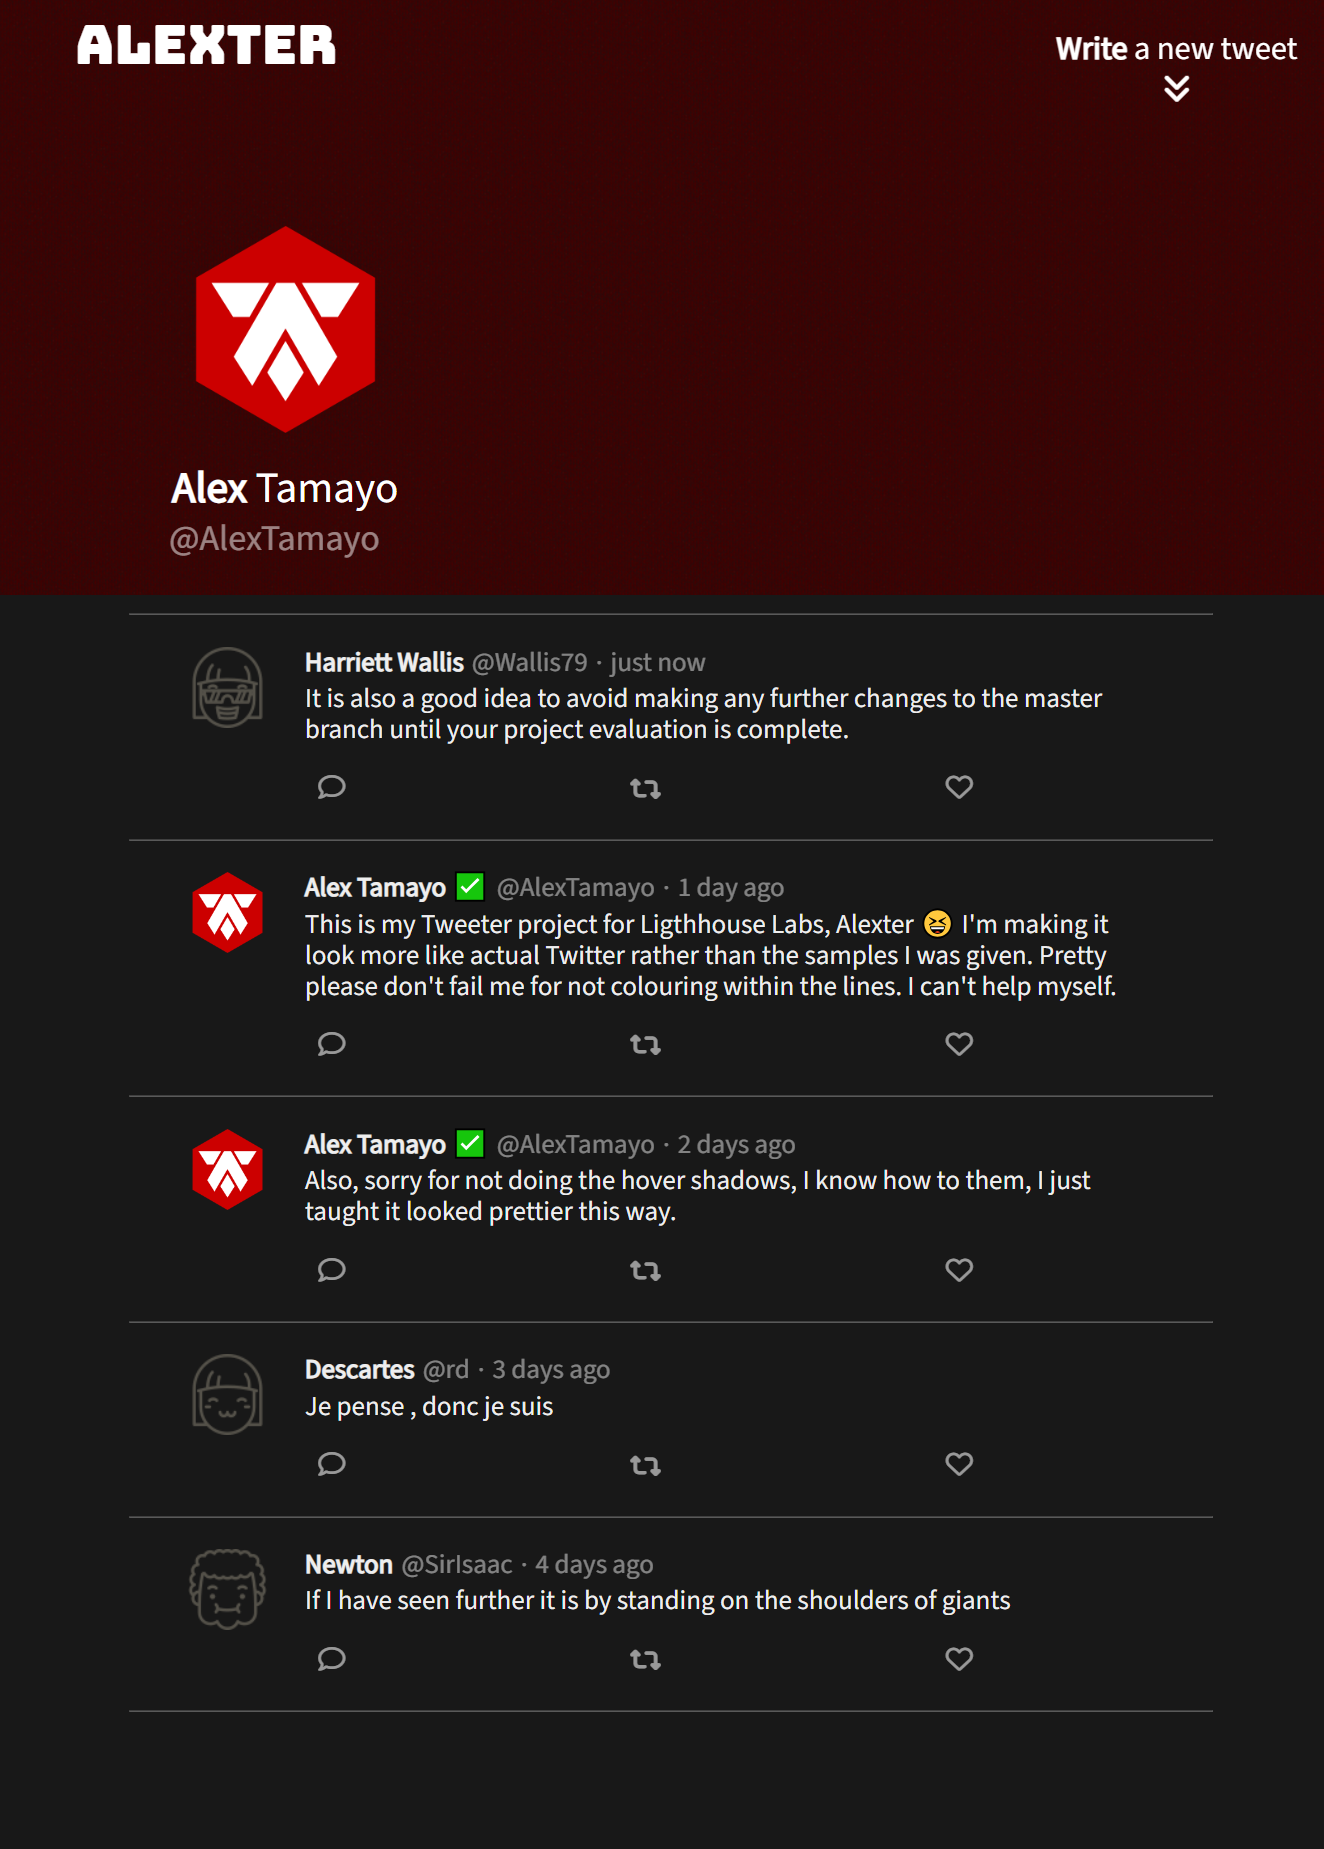 ALEXTER
Write a new tweet
Alex Tamayo
@AlexTamayo
Harriett Wallis @Wallis79 · just now
It is also a good idea to avoid making any further changes to the master
branch until your project evaluation is complete.
Alex Tamayo ✅ @AlexTamayo · 1 day ago
This is my Tweeter project for Ligthhouse Labs, Alexter 😆 I'm making it
look more like actual Twitter rather than the samples I was given. Pretty
please don't fail me for not colouring within the lines. I can't help myself.
Alex Tamayo ✅ @AlexTamayo · 2 days ago
Also, sorry for not doing the hover shadows, I know how to them, I just
taught it looked prettier this way.
Descartes @rd · 3 days ago
Je pense , donc je suis
Newton @SirIsaac · 4 days ago
If I have seen further it is by standing on the shoulders of giants